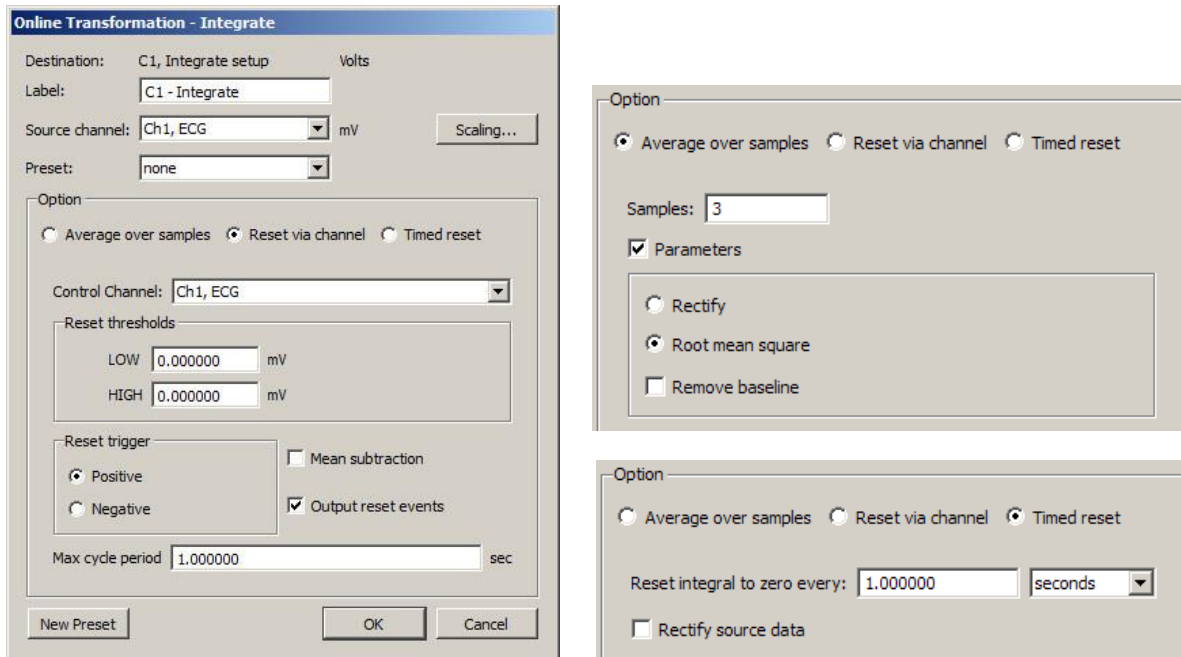 Online Transformation - Integrate
Destination: C1, Integrate setup Volts
Label: C1 - Integrate
Source channel: Ch1, ECG mV Scaling...
Preset: none
Option
Average over samples Reset via channel Timed reset
Control Channel: Ch1, ECG
Reset thresholds
LOW 0.000000 mV
HIGH 0.000000 mV
Reset trigger
Positive
Negative
Mean subtraction
Output reset events
Max cycle period 1.000000 sec
New Preset OK Cancel
Option
Average over samples Reset via channel Timed reset
Samples: 3
Parameters
Rectify
Root mean square
Remove baseline
Option
Average over samples Reset via channel Timed reset
Reset integral to zero every: 1.000000 seconds
Rectify source data